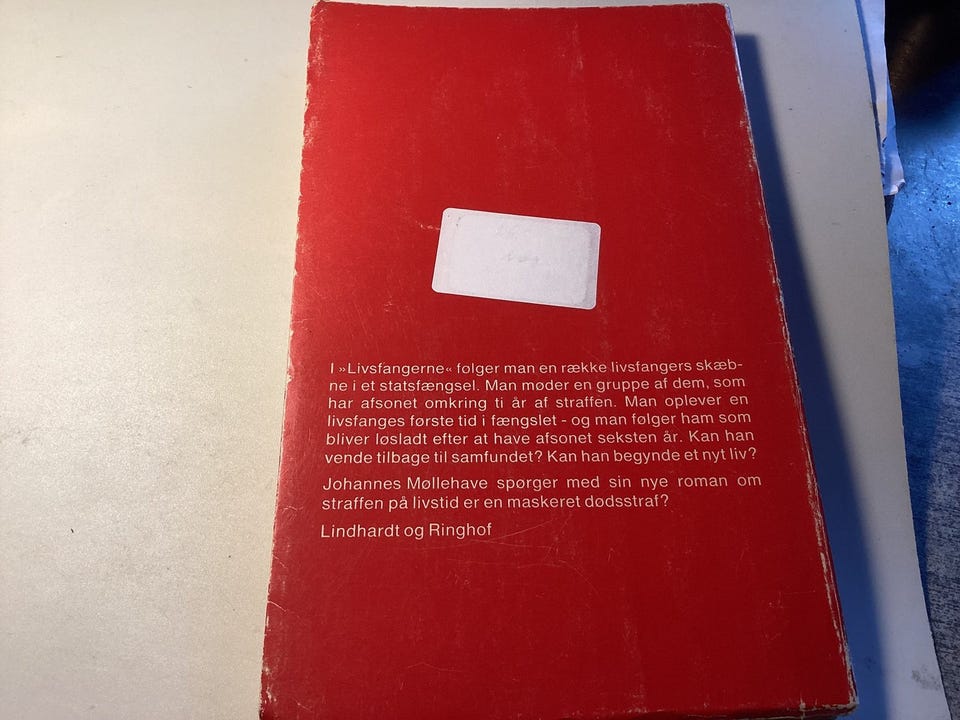 I »Livsfangerne« følger man en række livsfangers skæb-
ne i et statsfængsel. Man møder en gruppe af dem, som
har afsonet omkring ti år af straffen. Man oplever en
livsfanges første tid i fængslet - og man følger ham som
bliver løsladt efter at have afsonet seksten år. Kan han
vende tilbage til samfundet? Kan han begynde et nyt liv?
Johannes Møllehave spørger med sin nye roman om
straffen på livstid er en maskeret dødsstraf?
Lindhardt og Ringhof